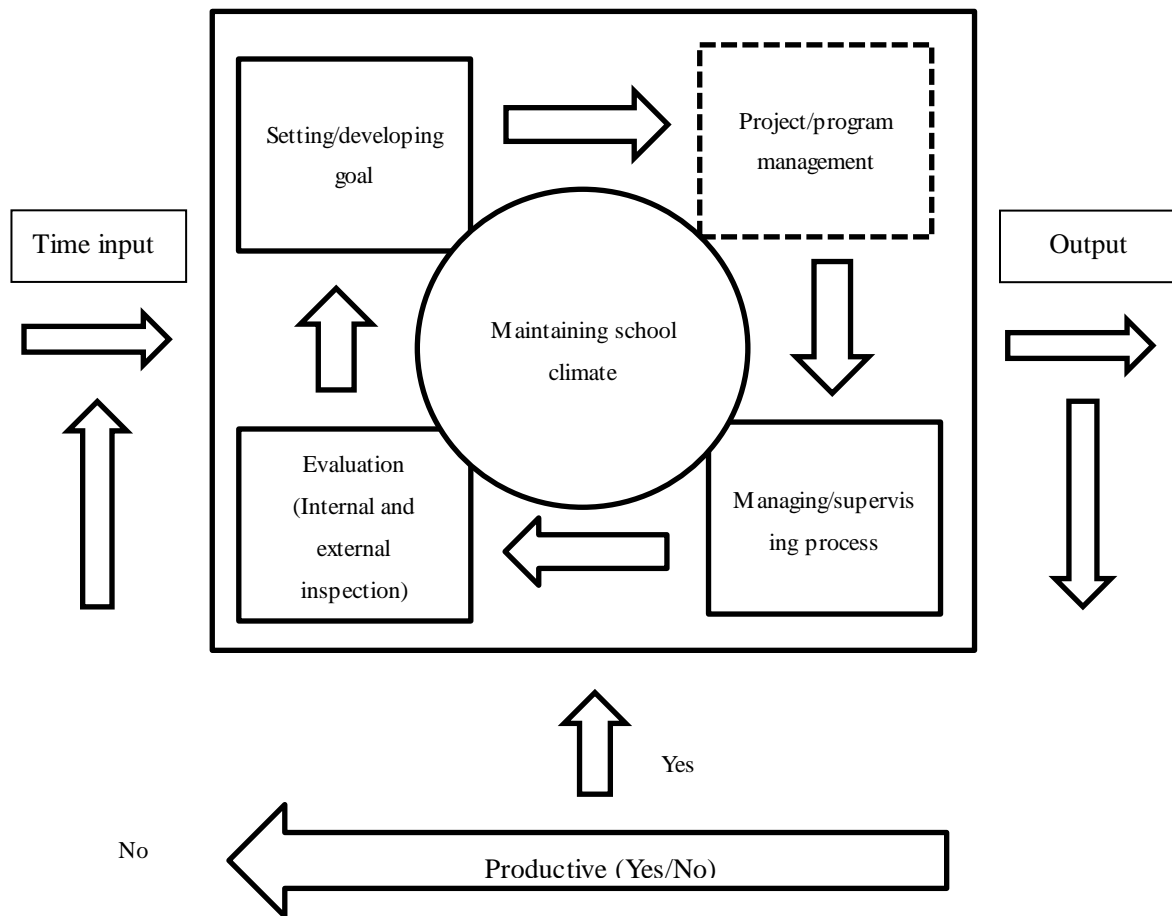 Setting/developing
goal
Project/program
management
Time input
Output
Maintaining school
climate
Evaluation
(Internal and
external
inspection)
Managing/supervis
ing process
Yes
No
Productive (Yes/No)